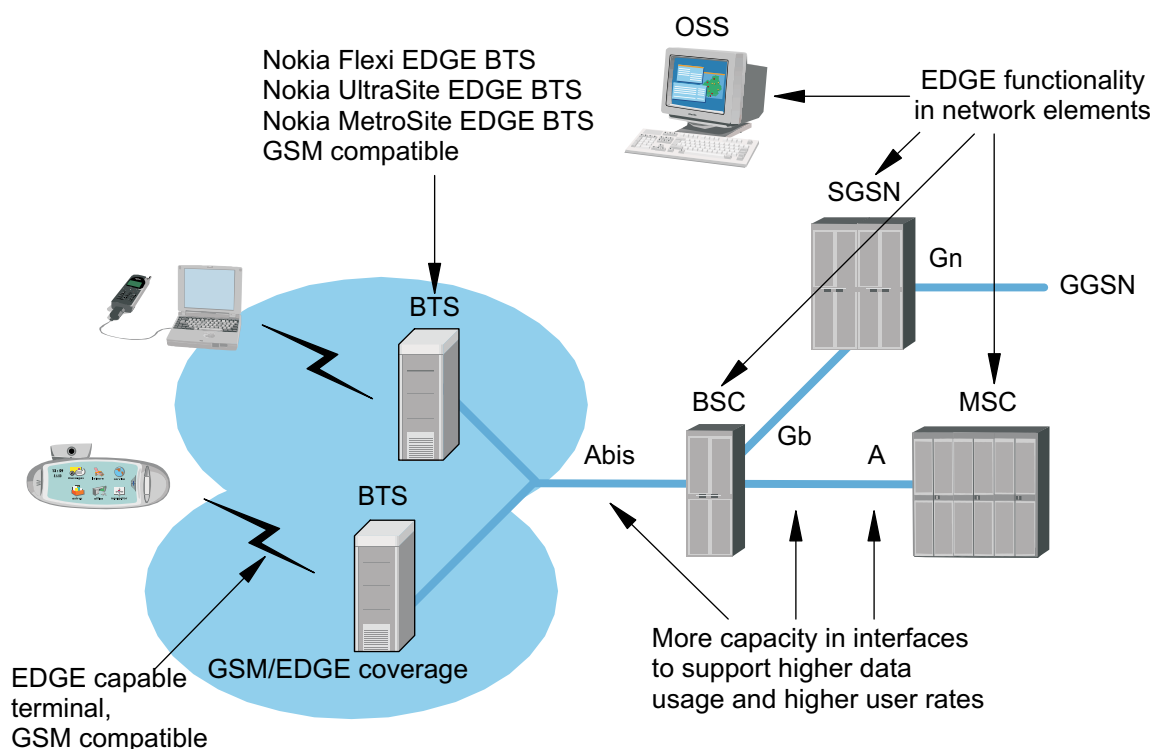 OSS
Nokia Flexi EDGE BTS
Nokia UltraSite EDGE BTS
Nokia MetroSite EDGE BTS
GSM compatible
EDGE functionality
in network elements
SGSN
Gn
GGSN
BTS
BSC
MSC
Gb
A
Abis
BTS
GSM/EDGE coverage
More capacity in interfaces
to support higher data
usage and higher user rates
EDGE capable
terminal,
GSM compatible